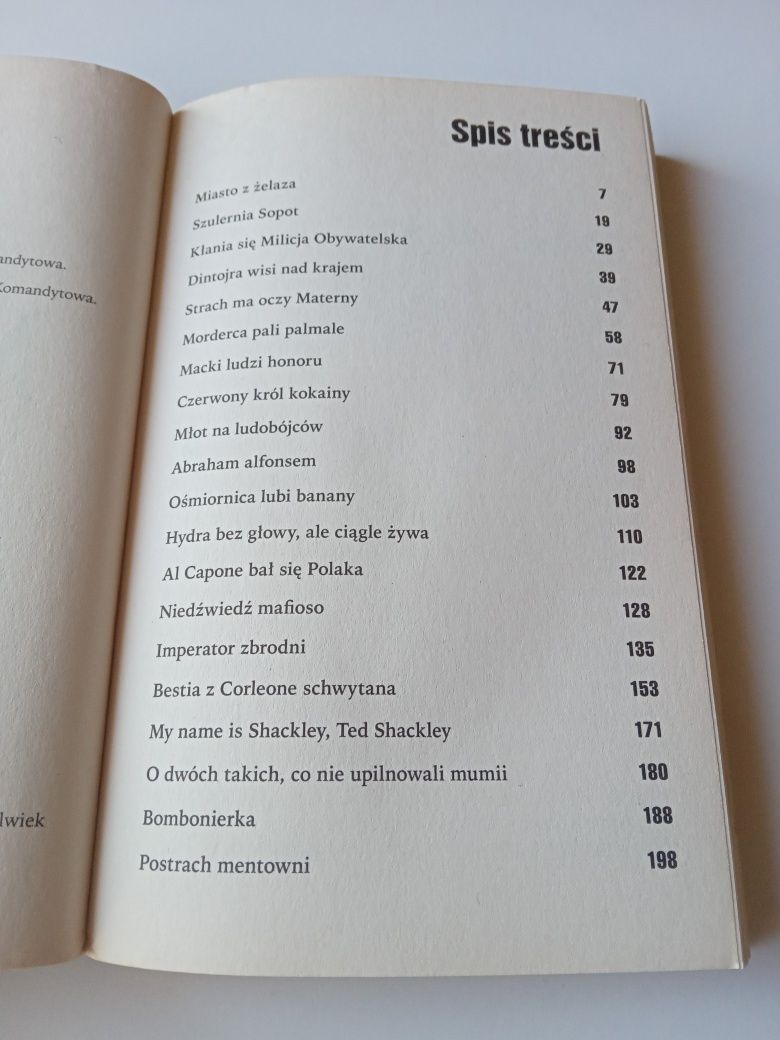 Spis treści
Miasto z żelaza 7
Szulernia Sopot 19
Kłania się Milicja Obywatelska 29
Dintojra wisi nad krajem 39
Strach ma oczy Materny 47
Morderca pali palmale 58
Macki ludzi honoru 71
Czerwony król kokainy 79
Młot na ludobójców 92
Abraham alfonsem 98
Ośmiornica lubi banany 103
Hydra bez głowy, ale ciągle żywa 110
Al Capone bał się Polaka 122
Niedźwiedź mafioso 128
Imperator zbrodni 135
Bestia z Corleone schwytana 153
My name is Shackley, Ted Shackley 171
O dwóch takich, co nie upilnowali mumii 180
Bombonierka 188
Postrach mentowni 198